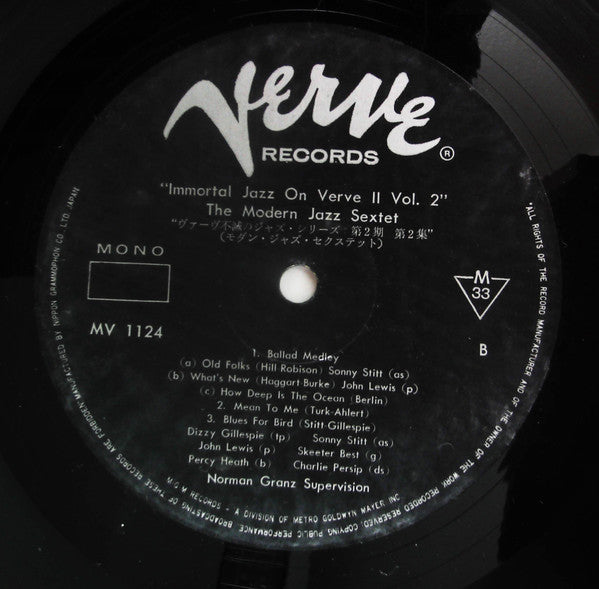 Verve
RECORDS ®
"Immortal Jazz On Verve II Vol. 2"
The Modern Jazz Sextet
"ヴァーヴ不滅のジャズ・シリーズ 第2期 第2集"
(モダン・ジャズ・セクステット)
MONO
M
33
MV 1124
B
1. Ballad Medley
(a) Old Folks (Hill Robison) Sonny Stitt (as)
(b) What's New (Haggart-Burke) John Lewis (p)
(c) How Deep Is The Ocean (Berlin)
2. Mean To Me (Turk-Ahlert)
3. Blues For Bird (Stitt-Gillespie)
Dizzy Gillespie (tp) Sonny Stitt (as)
John Lewis (p) Skeeter Best (g)
Percy Heath (b) Charlie Persip (ds)
Norman Granz Supervision
M.G.M RECORDS - A DIVISION OF METRO GOLDWYN MAYER INC
"ALL RIGHTS OF THE RECORD MANUFACTURER AND OF THE OWNER OF THE WORK RECORDED RESERVED; COPYING PUBLIC PERFORMANCE, BROADCASTING OF THESE RECORDS ARE FORBIDDEN" MANUFACTURED BY NIPPON GRAMMOPHON CO. LTD. JAPAN